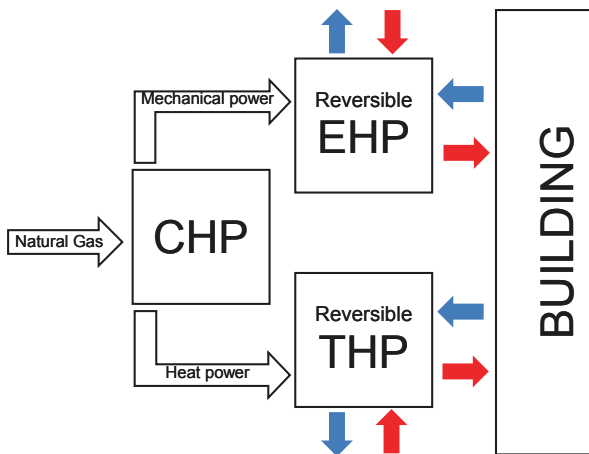 Mechanical power
Reversible
EHP
Natural Gas
CHP
BUILDING
Reversible
THP
Heat power